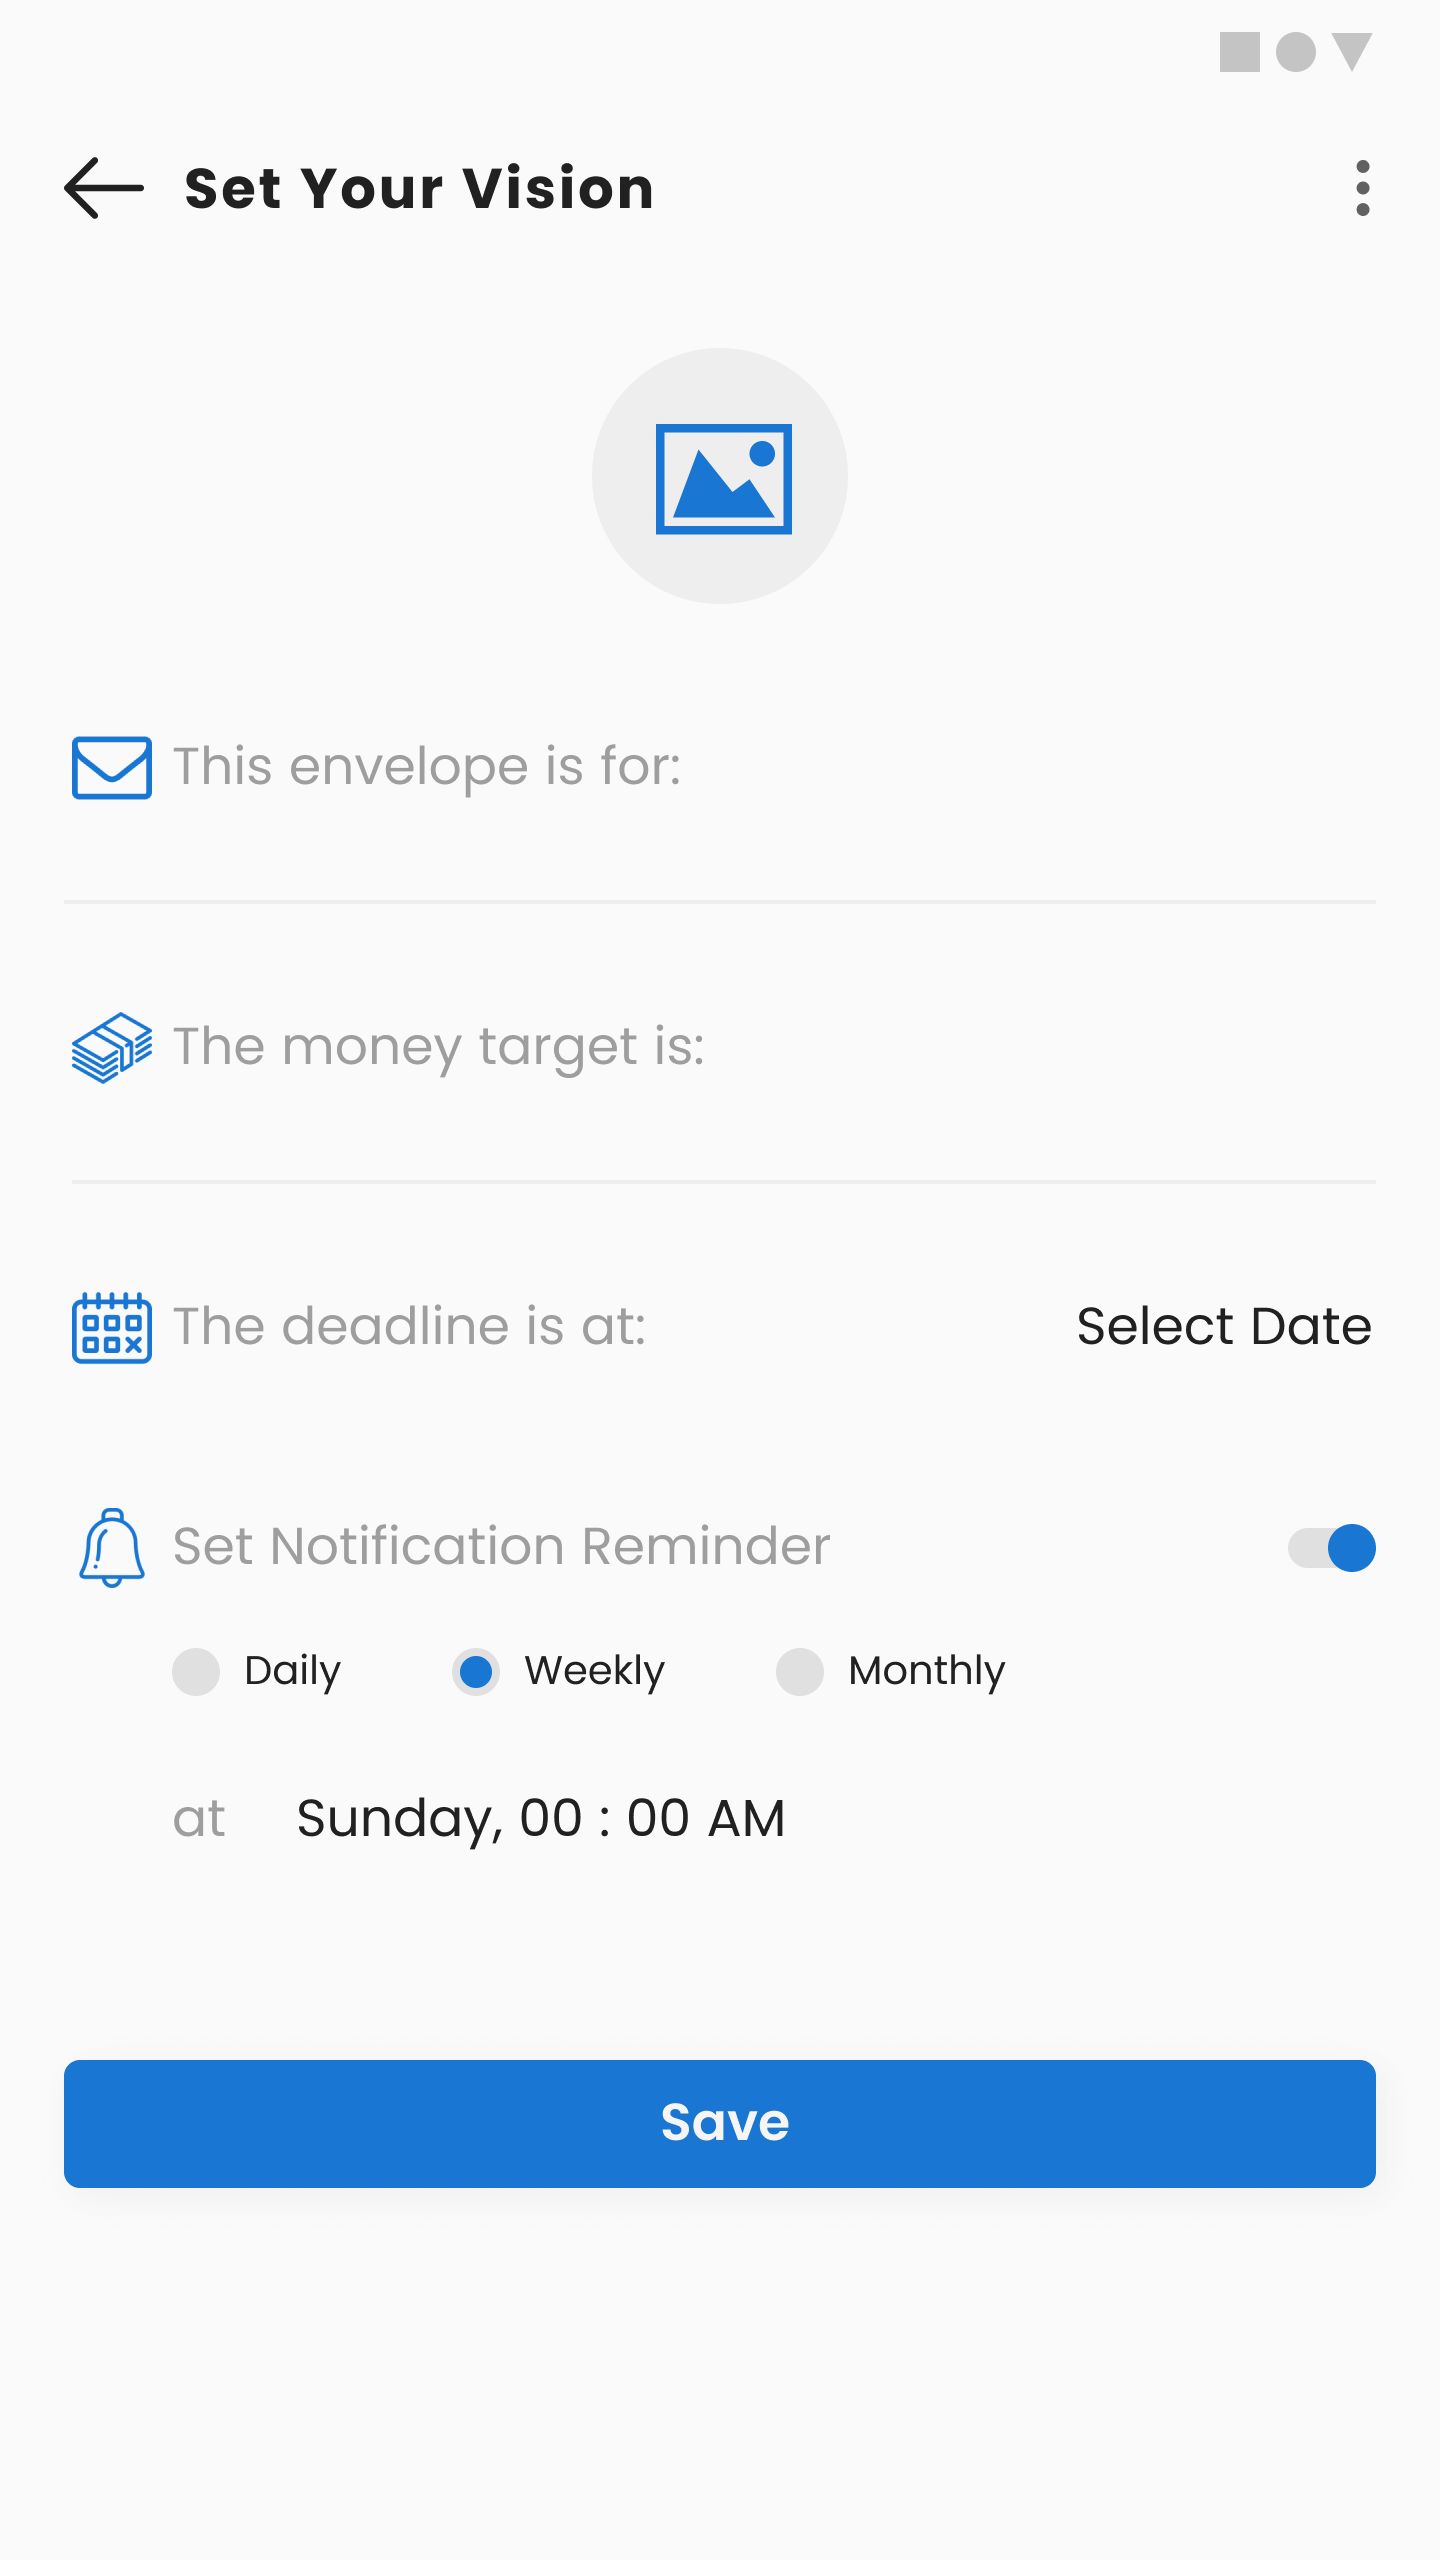 Set Your Vision
This envelope is for:
The money target is:
The deadline is at: Select Date
Set Notification Reminder
Daily Weekly Monthly
at Sunday, 00 : 00 AM
Save